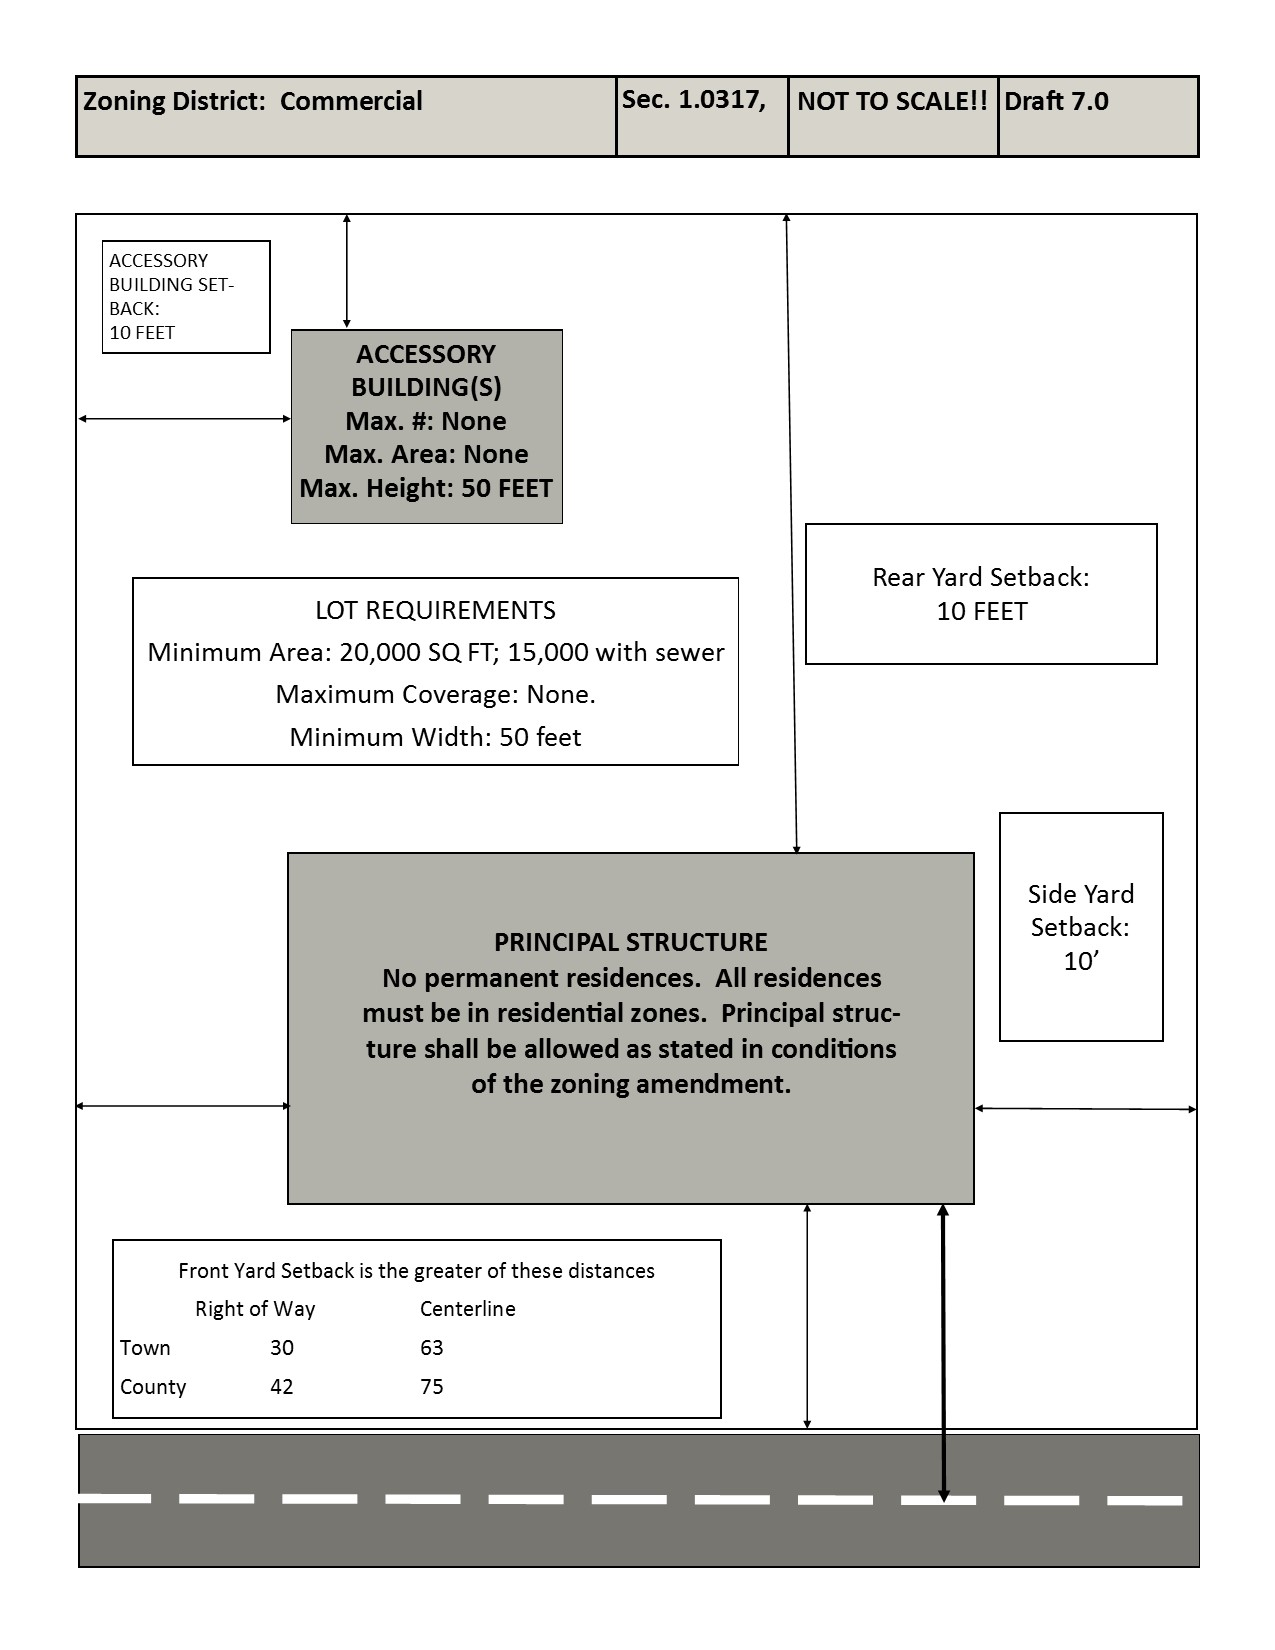 Zoning District:  Commercial
Sec. 1.0317,
NOT TO SCALE!!
Draft 7.0
ACCESSORY
BUILDING SET-
BACK:
10 FEET
ACCESSORY
BUILDING(S)
Max. #: None
Max. Area: None
Max. Height: 50 FEET
Rear Yard Setback:
10 FEET
LOT REQUIREMENTS
Minimum Area: 20,000 SQ FT; 15,000 with sewer
Maximum Coverage: None.
Minimum Width: 50 feet
Side Yard
Setback:
10’
PRINCIPAL STRUCTURE
No permanent residences.  All residences
must be in residential zones.  Principal struc-
ture shall be allowed as stated in conditions
of the zoning amendment.
Front Yard Setback is the greater of these distances
Right of Way Centerline
Town 30 63
County 42 75